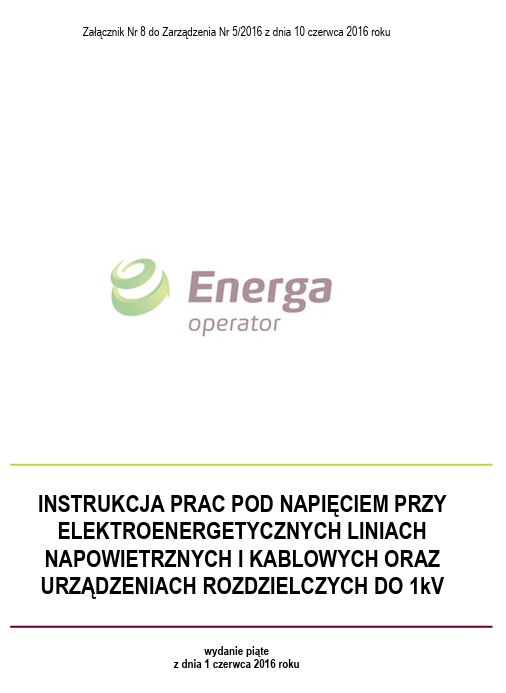 Załącznik Nr 8 do Zarządzenia Nr 5/2016 z dnia 10 czerwca 2016 roku
Energa
operator
INSTRUKCJA PRAC POD NAPIĘCIEM PRZY
ELEKTROENERGETYCZNYCH LINIACH
NAPOWIETRZNYCH I KABLOWYCH ORAZ
URZĄDZENIACH ROZDZIELCZYCH DO 1kV
wydanie piąte
z dnia 1 czerwca 2016 roku